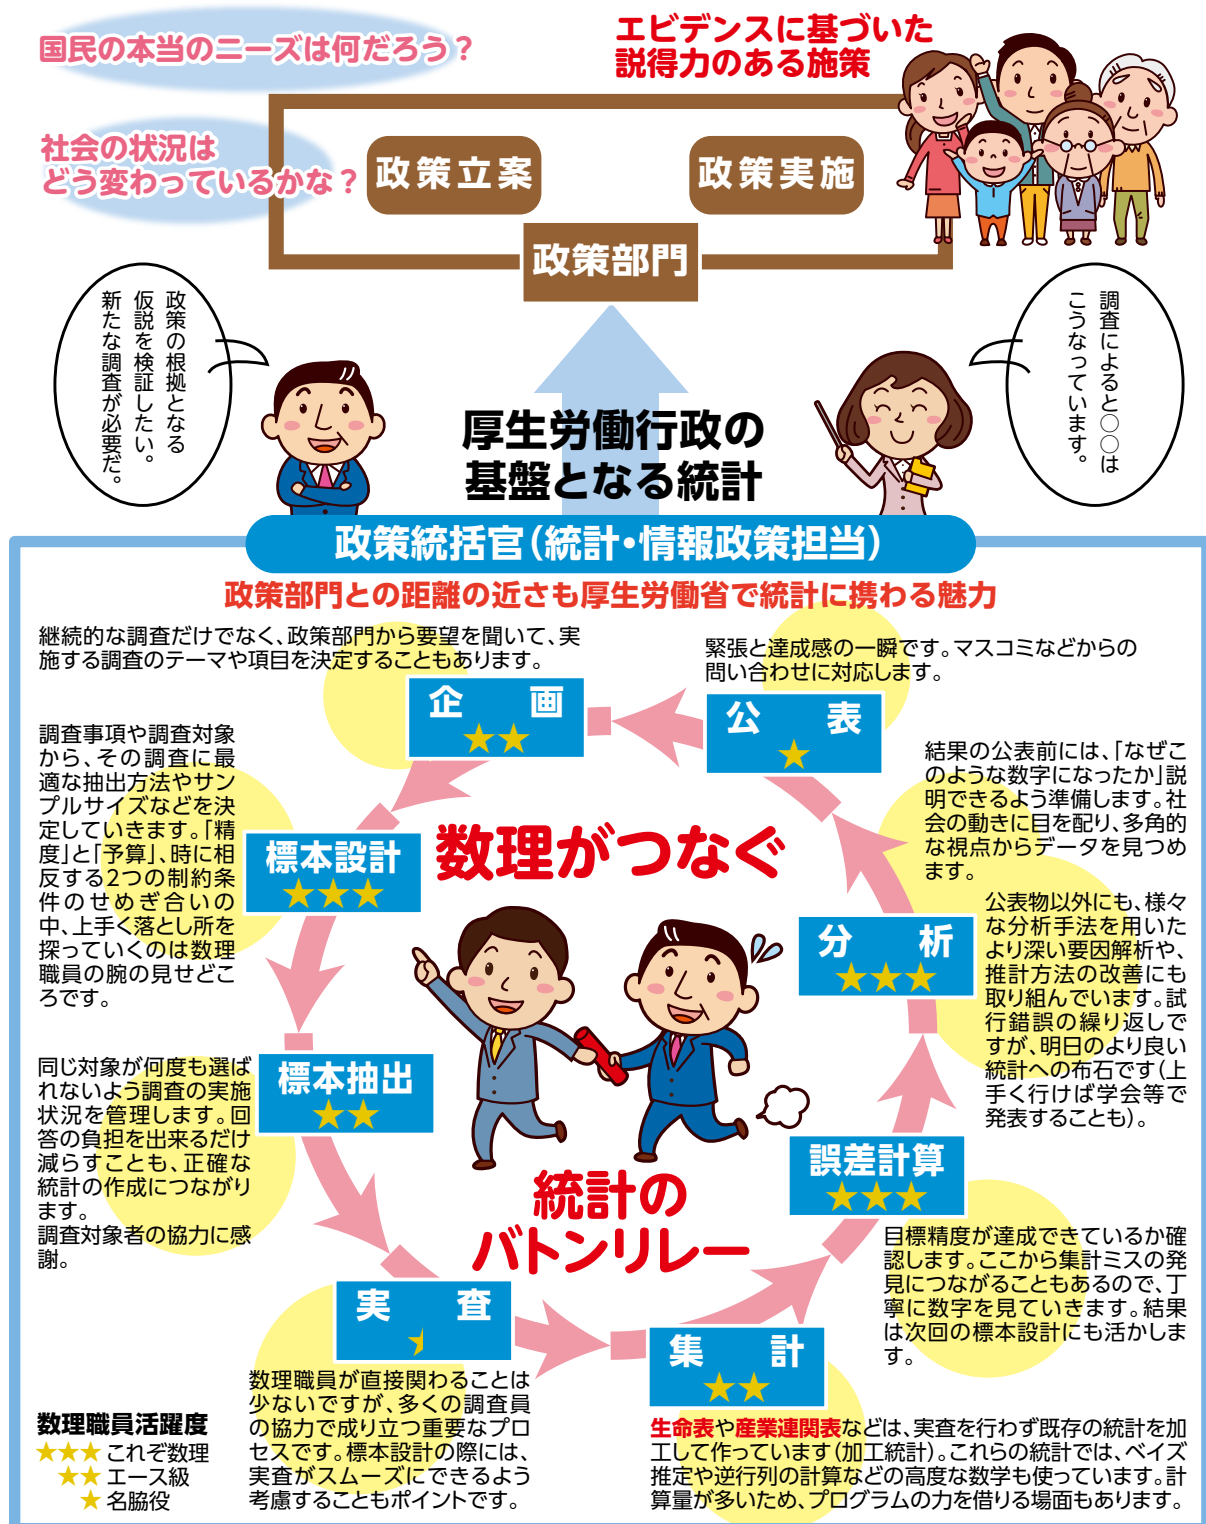 国民の本当のニーズは何だろう？
エビデンスに基づいた
説得力のある施策
社会の状況は
どう変わっているかな？
政策立案
政策実施
政策部門
政策の根拠となる
仮説を検証したい。
新たな調査が必要だ。
調査によると〇〇は
こうなっています。
厚生労働行政の
基盤となる統計
政策統括官（統計・情報政策担当）
政策部門との距離の近さも厚生労働省で統計に携わる魅力
継続的な調査だけでなく、政策部門から要望を聞いて、実
施する調査のテーマや項目を決定することもあります。
緊張と達成感の一瞬です。マスコミなどからの
問い合わせに対応します。
企　画
★★
公　表
★
調査事項や調査対象
から、その調査に最
適な抽出方法やサン
プルサイズなどを決
定していきます。「精
度」と「予算」、時に相
反する2つの制約条
件のせめぎ合いの
中、上手く落とし所を
探っていくのは数理
職員の腕の見せどこ
ろです。
標本設計
★★★
結果の公表前には、「なぜこ
のような数字になったか」説
明できるよう準備します。社
会の動きに目を配り、多角的
な視点からデータを見つめ
ます。
数理がつなぐ
分　析
★★★
公表物以外にも、様々
な分析手法を用いた
より深い要因解析や、
推計方法の改善にも
取り組んでいます。試
行錯誤の繰り返しで
すが、明日のより良い
統計への布石です（上
手く行けば学会等で
発表することも）。
標本抽出
★★
同じ対象が何度も選ば
れないよう調査の実施
状況を管理します。回
答の負担を出来るだけ
減らすことも、正確な
統計の作成につながり
ます。
調査対象者の協力に感
謝。
誤差計算
★★★
統計の
バトンリレー
目標精度が達成できているか確
認します。ここから集計ミスの発
見につながることもあるので、丁
寧に数字を見ていきます。結果
は次回の標本設計にも活かしま
す。
実　査
集　計
★★
数理職員が直接関わることは
少ないですが、多くの調査員
の協力で成り立つ重要なプロ
セスです。標本設計の際には、
実査がスムーズにできるよう
考慮することもポイントです。
生命表や産業連関表などは、実査を行わず既存の統計を加
工して作っています（加工統計）。これらの統計では、ベイズ
推定や逆行列の計算などの高度な数学も使っています。計
算量が多いため、プログラムの力を借りる場面もあります。
数理職員活躍度
★★★ これぞ数理
★★ エース級
★ 名脇役